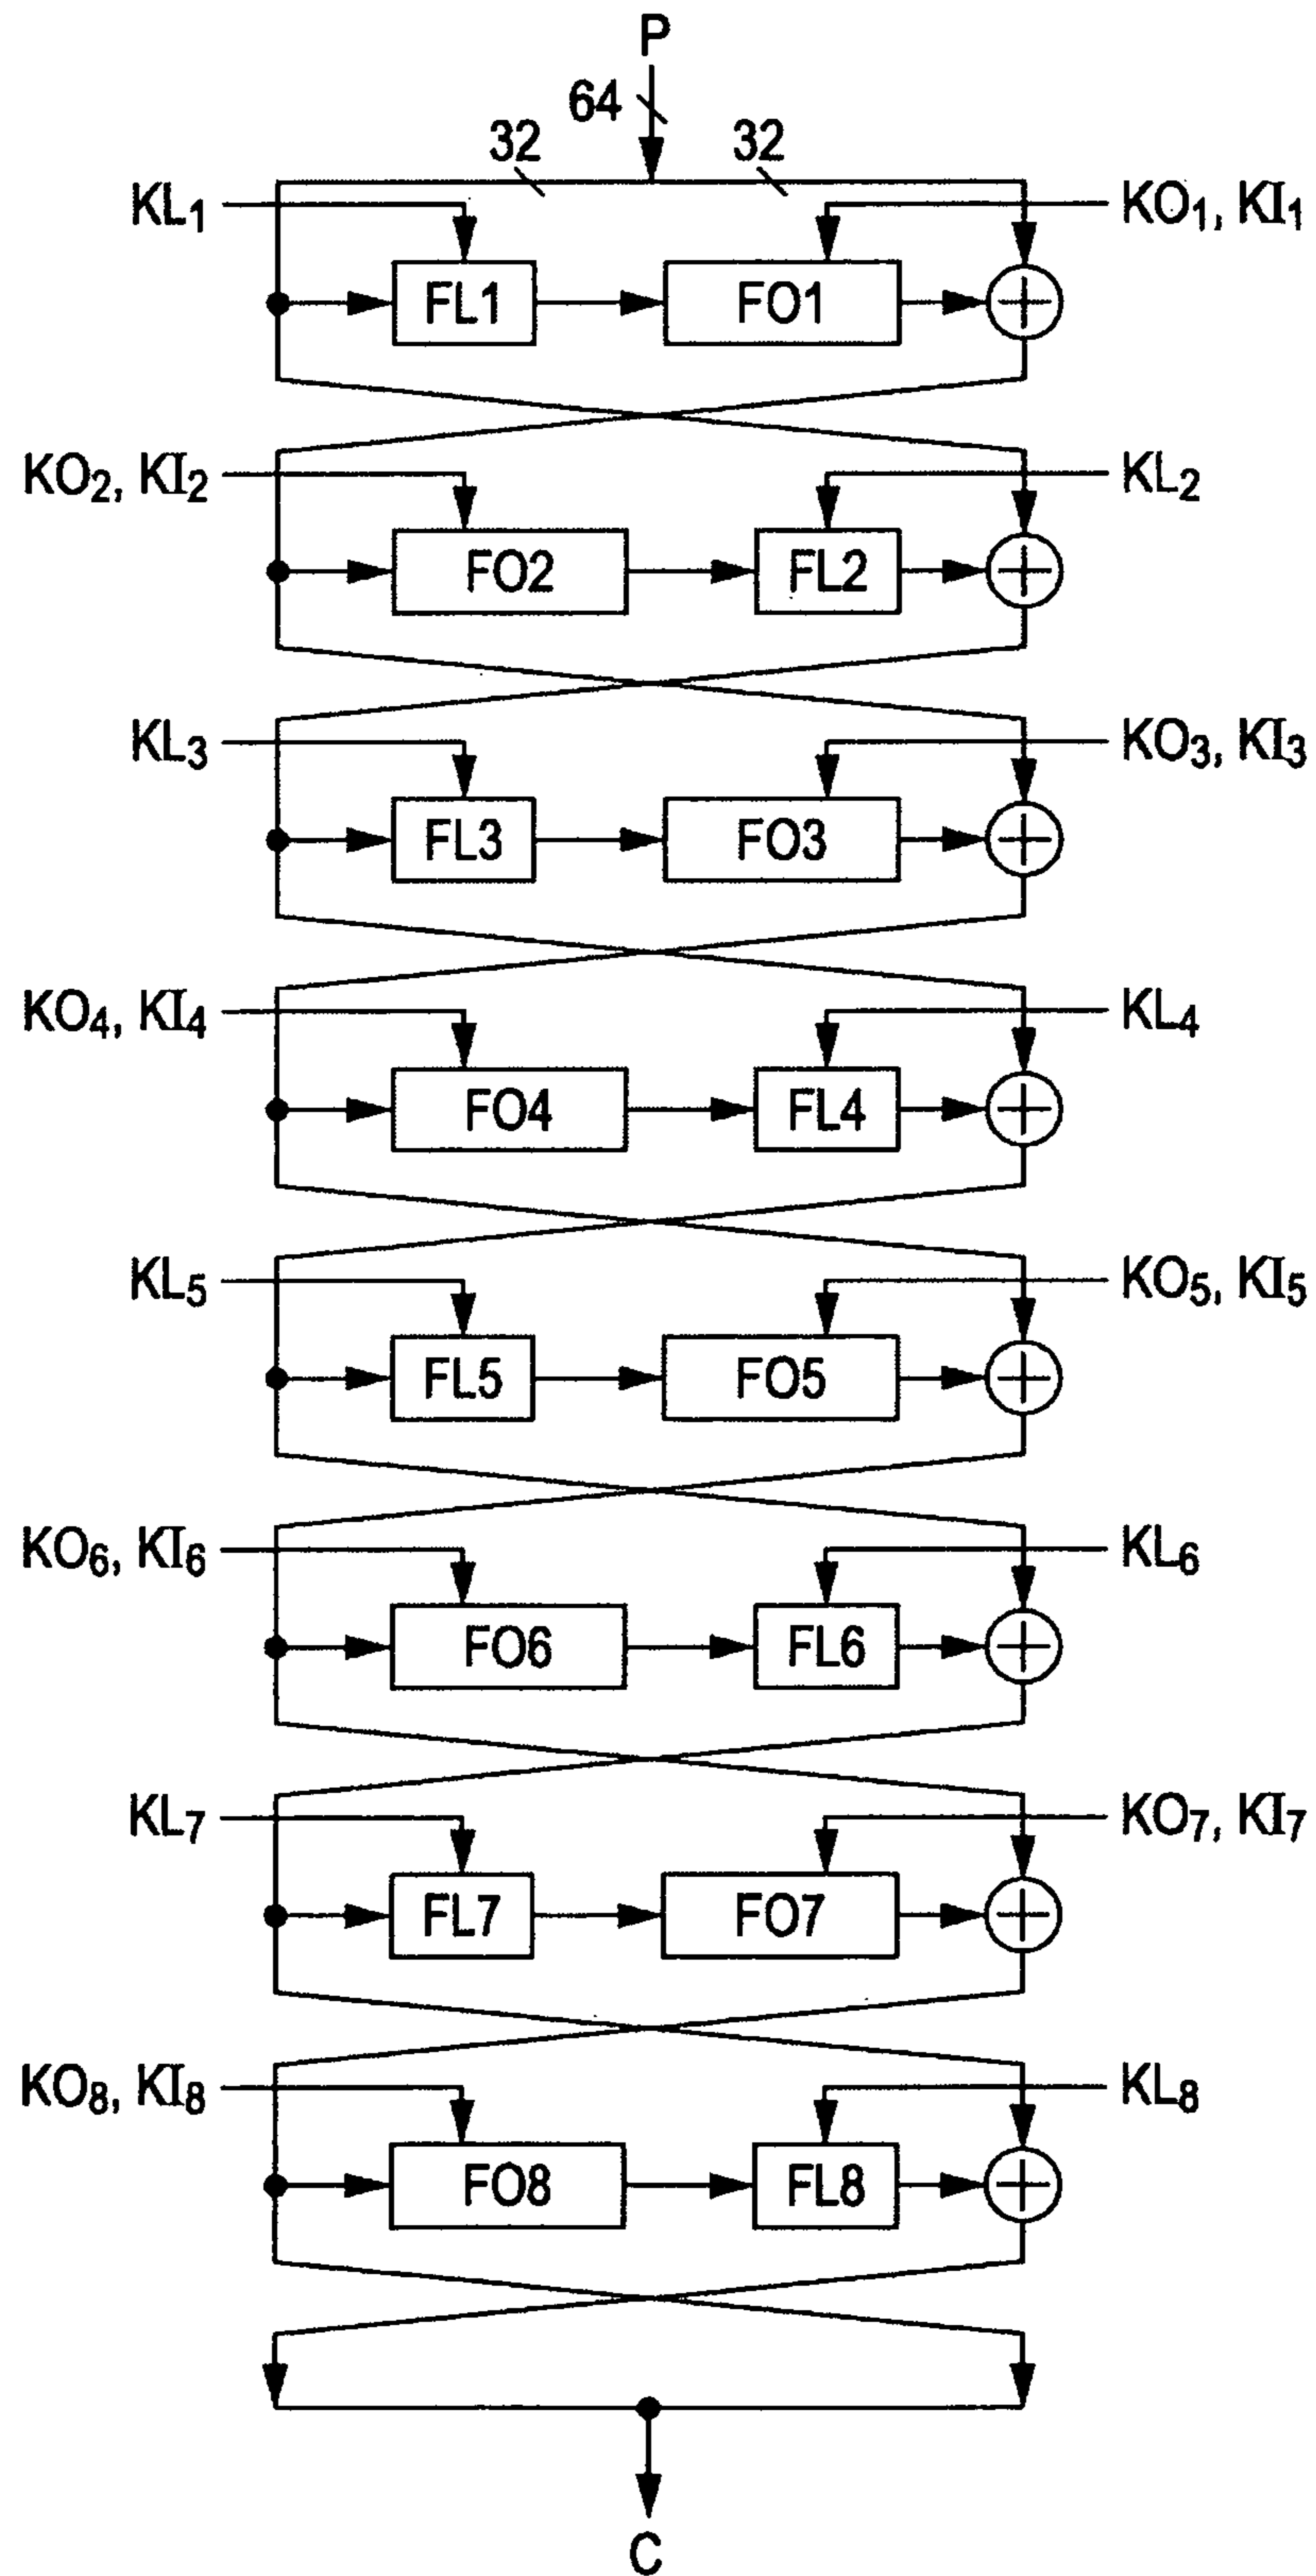 P
64
32 32
KL₁ KO₁, KI₁
FL1 FO1
KO₂, KI₂ KL₂
FO2 FL2
KL₃ KO₃, KI₃
FL3 FO3
KO₄, KI₄ KL₄
FO4 FL4
KL₅ KO₅, KI₅
FL5 FO5
KO₆, KI₆ KL₆
FO6 FL6
KL₇ KO₇, KI₇
FL7 FO7
KO₈, KI₈ KL₈
FO8 FL8
C